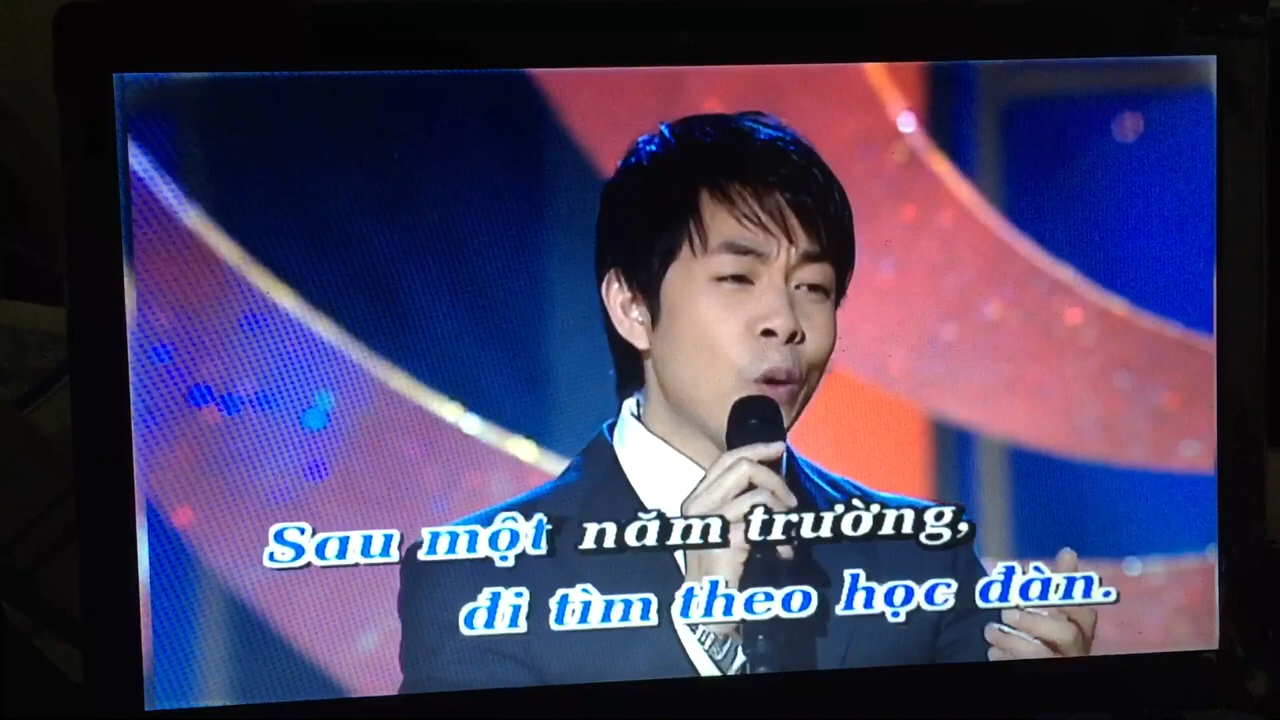 Sau một năm trường,
đi tìm theo học đàn.